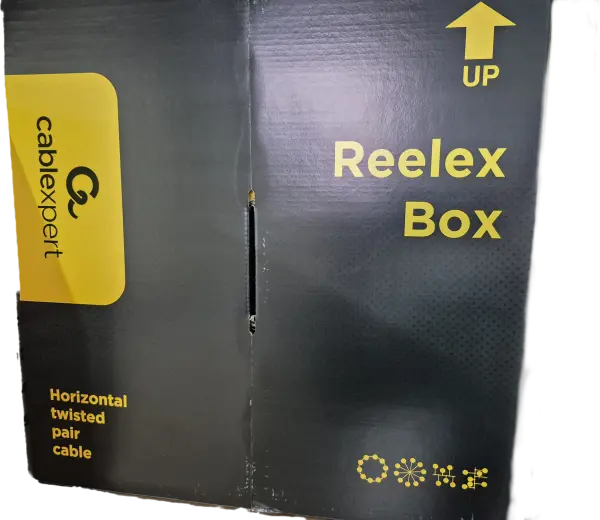 UP
Reelex
Box
cablexpert
Horizontal
twisted
pair
cable